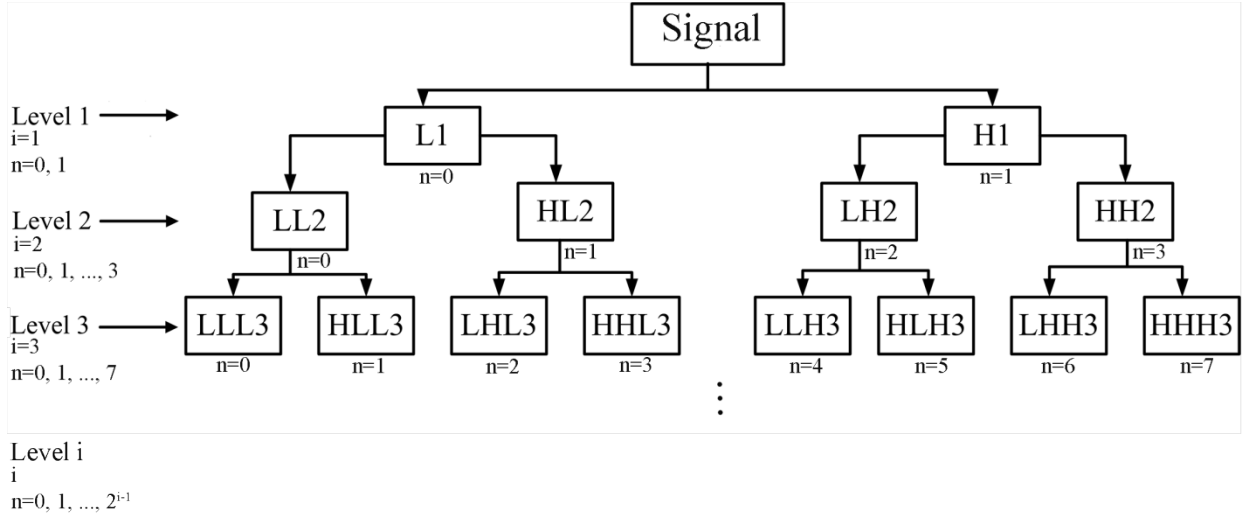 Signal
Level 1
i=1
n=0, 1
L1
n=0
H1
n=1
Level 2
i=2
n=0, 1, ..., 3
LL2
n=0
HL2
n=1
LH2
n=2
HH2
n=3
Level 3
i=3
n=0, 1, ..., 7
LLL3
n=0
HLL3
n=1
LHL3
n=2
HHL3
n=3
LLH3
n=4
HLH3
n=5
LHH3
n=6
HHH3
n=7
⋮
Level i
i
n=0, 1, ..., 2^{i-1}